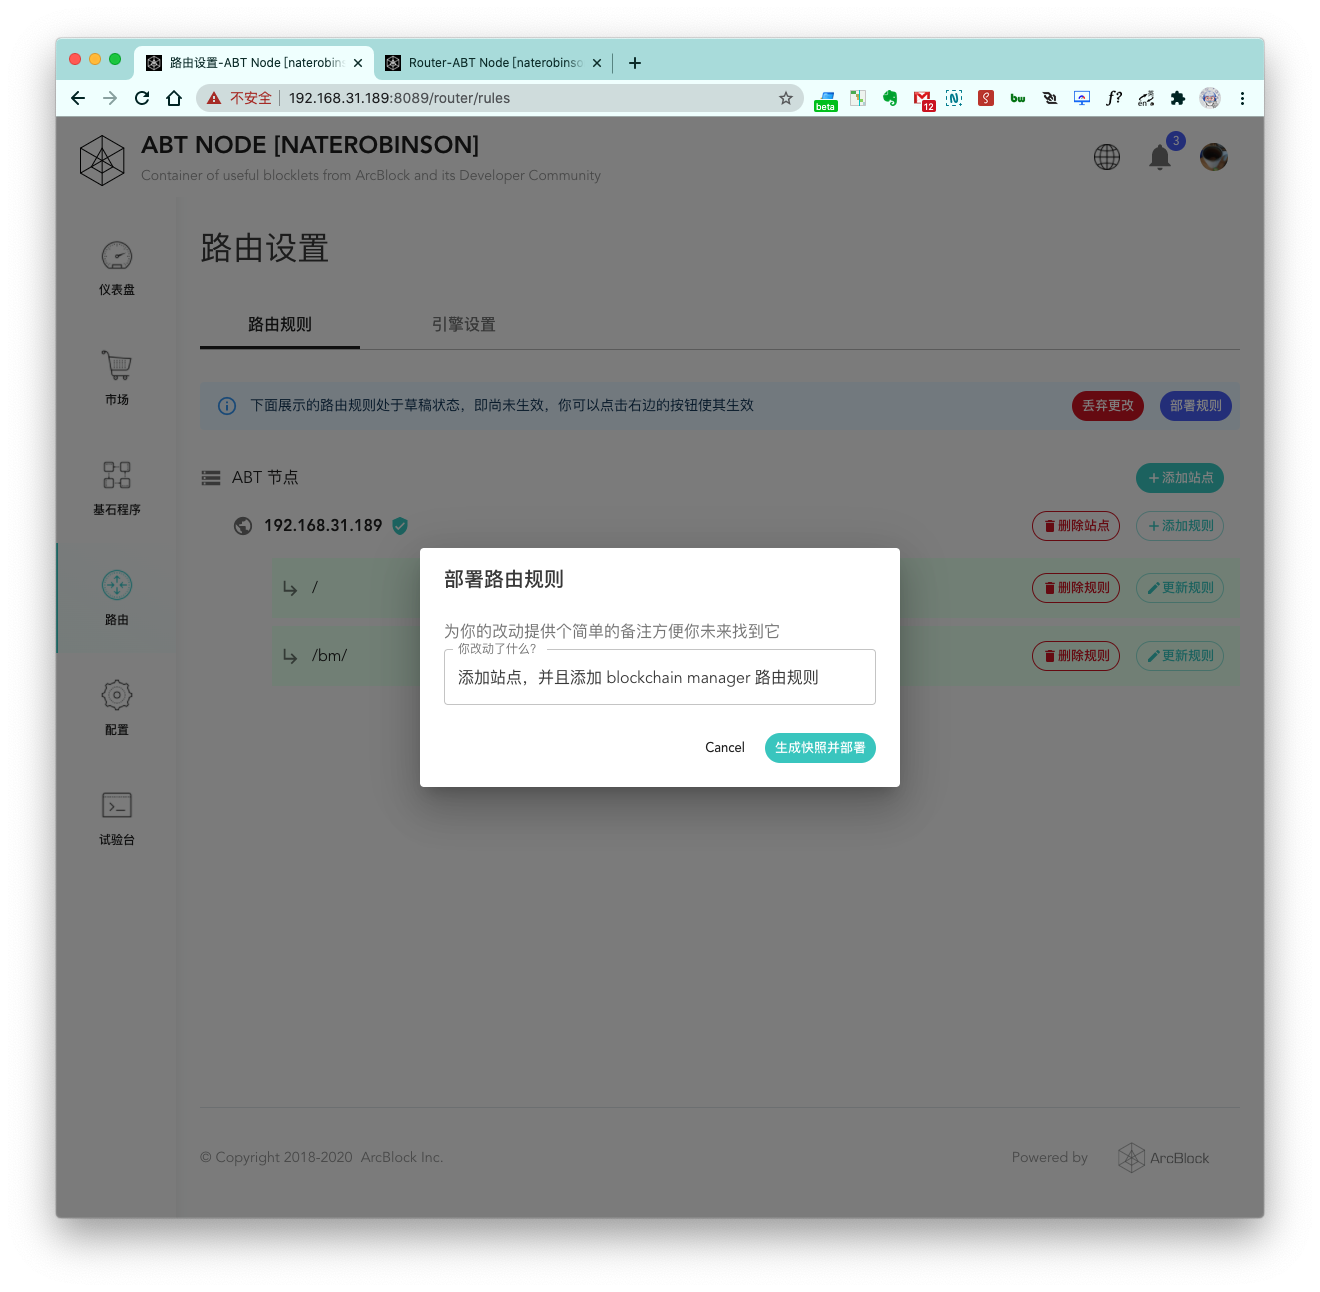 路由设置-ABT Node [naterobins
Router-ABT Node [naterobinso
不安全 192.168.31.189:8089/router/rules
beta
12
bw
f?
en
ABT NODE [NATEROBINSON]
Container of useful blocklets from ArcBlock and its Developer Community
3
仪表盘
市场
基石程序
路由
配置
试验台
路由设置
路由规则
引擎设置
下面展示的路由规则处于草稿状态，即尚未生效，你可以点击右边的按钮使其生效
丢弃更改
部署规则
ABT 节点
+ 添加站点
192.168.31.189
删除站点
+ 添加规则
/
删除规则
更新规则
/bm/
删除规则
更新规则
部署路由规则
为你的改动提供个简单的备注方便你未来找到它
你改动了什么？
添加站点，并且添加 blockchain manager 路由规则
Cancel
生成快照并部署
© Copyright 2018-2020 ArcBlock Inc.
Powered by
ArcBlock